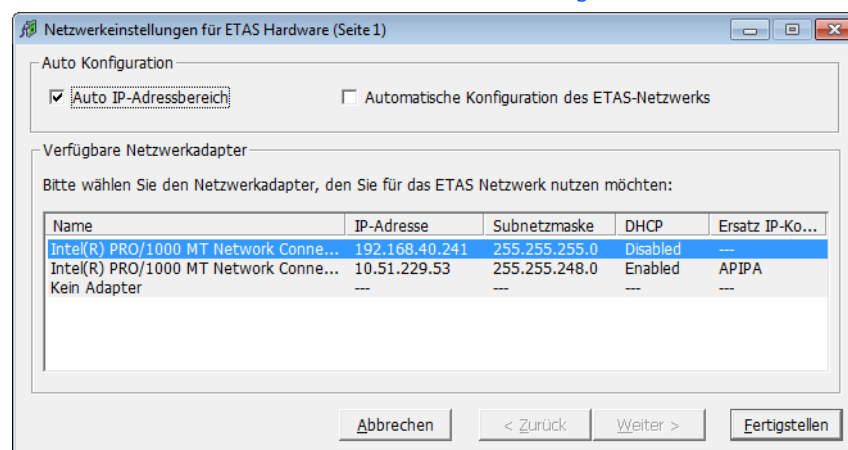 Netzwerkeinstellungen für ETAS Hardware (Seite 1)
Auto Konfiguration
Auto IP-Adressbereich
Automatische Konfiguration des ETAS-Netzwerks
Verfügbare Netzwerkadapter
Bitte wählen Sie den Netzwerkadapter, den Sie für das ETAS Netzwerk nutzen möchten:
Name IP-Adresse Subnetzmaske DHCP Ersatz IP-Ko...
Intel(R) PRO/1000 MT Network Conne... 192.168.40.241 255.255.255.0 Disabled ---
Intel(R) PRO/1000 MT Network Conne... 10.51.229.53 255.255.248.0 Enabled APIPA
Kein Adapter --- --- --- ---
Abbrechen < Zurück Weiter > Fertigstellen